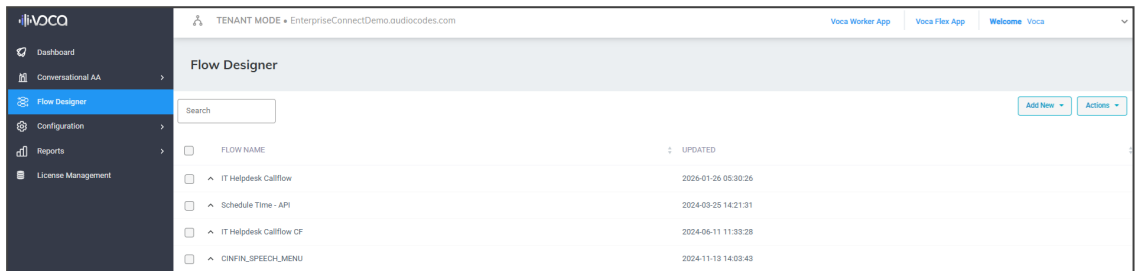 VOCA
TENANT MODE • EnterpriseConnectDemo.audiocodes.com
Voca Worker App
Voca Flex App
Welcome Voca
Dashboard
Conversational AA
Flow Designer
Configuration
Reports
License Management
Flow Designer
Search
Add New
Actions
FLOW NAME UPDATED
IT Helpdesk Callflow 2026-01-26 05:30:26
Schedule Time - API 2024-03-25 14:21:31
IT Helpdesk Callflow CF 2024-06-11 11:33:28
CINFIN_SPEECH_MENU 2024-11-13 14:03:43